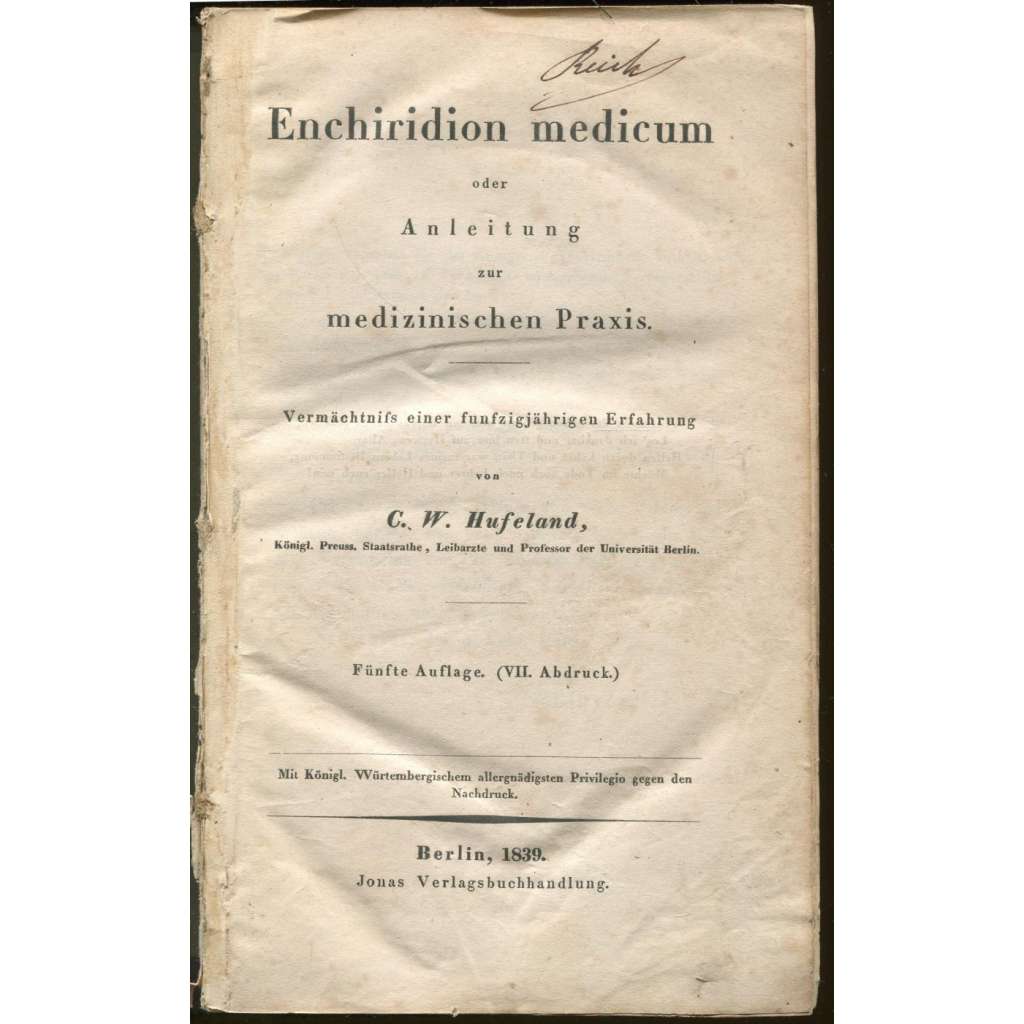 Enchiridion medicum
oder
Anleitung
zur
medizinischen Praxis.
Vermächtniſs einer funfzigjährigen Erfahrung
von
C. W. Hufeland,
Königl. Preuss. Staatsrathe, Leibarzte und Professor der Universität Berlin.
Fünfte Auflage. (VII. Abdruck.)
Mit Königl. Würtembergischem allergnädigsten Privilegio gegen den
Nachdruck.
Berlin, 1839.
Jonas Verlagsbuchhandlung.